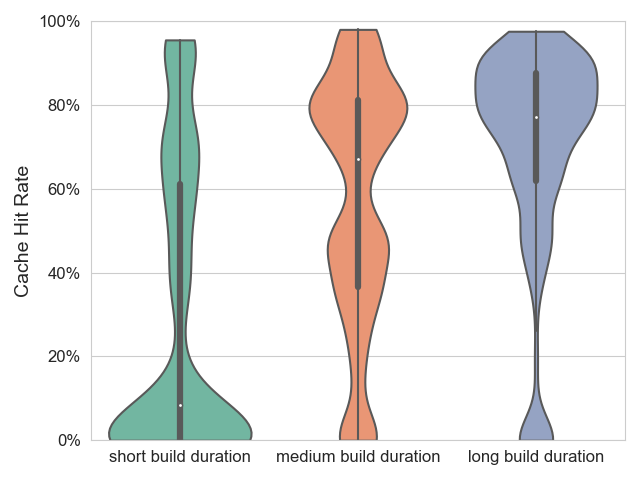 100%
80%
60%
40%
20%
0%
Cache Hit Rate
short build duration
medium build duration
long build duration